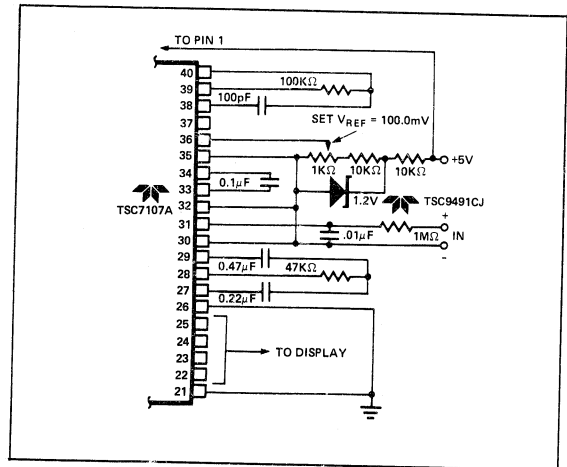 TO PIN 1
40
39
100KΩ
38
100pF
37
SET VREF = 100.0mV
36
35
1KΩ
10KΩ
10KΩ
+5V
34
0.1μF
33
1.2V
TSC9491CJ
TSC7107A
32
31
+
IN
1MΩ
.01μF
30
-
29
0.47μF
47KΩ
28
27
0.22μF
26
25
24
TO DISPLAY
23
22
21